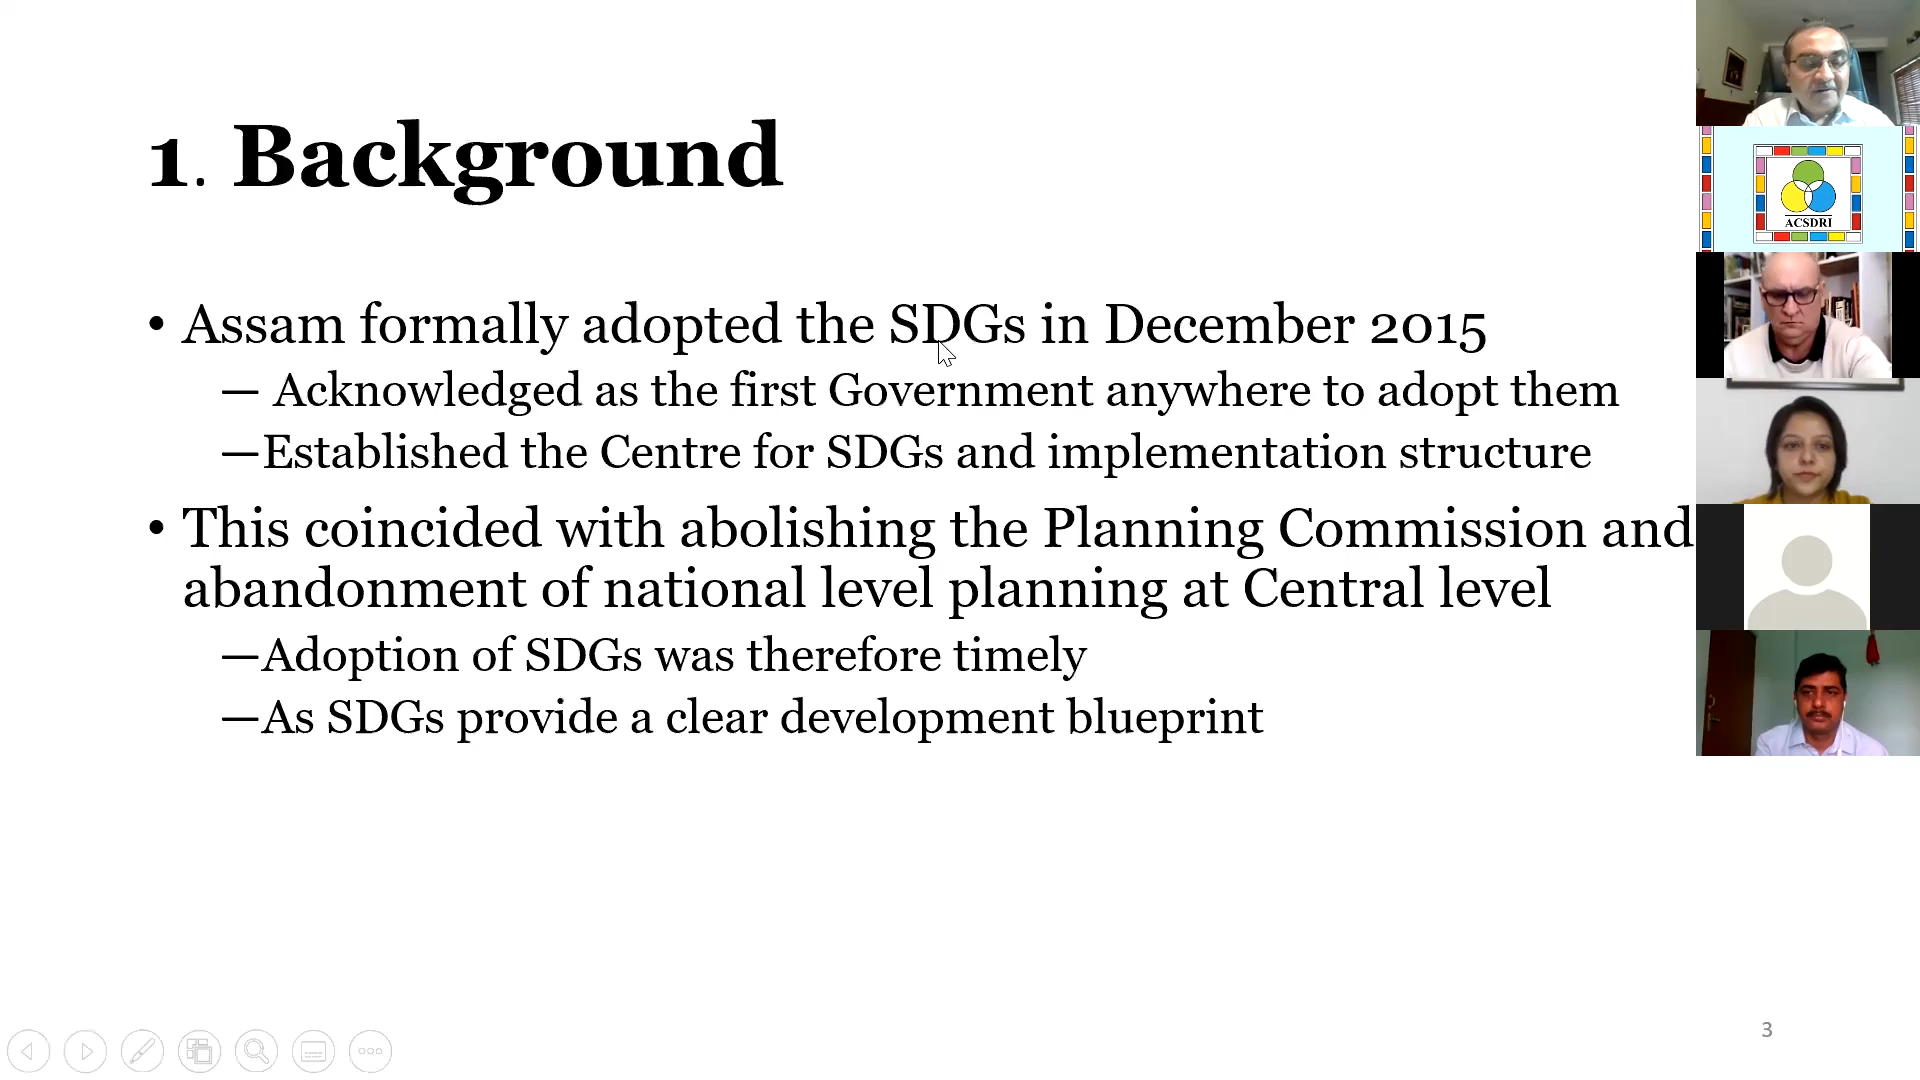 1. Background
• Assam formally adopted the SDGs in December 2015
— Acknowledged as the first Government anywhere to adopt them
—Established the Centre for SDGs and implementation structure
• This coincided with abolishing the Planning Commission and
abandonment of national level planning at Central level
—Adoption of SDGs was therefore timely
—As SDGs provide a clear development blueprint
3
ACSDRI